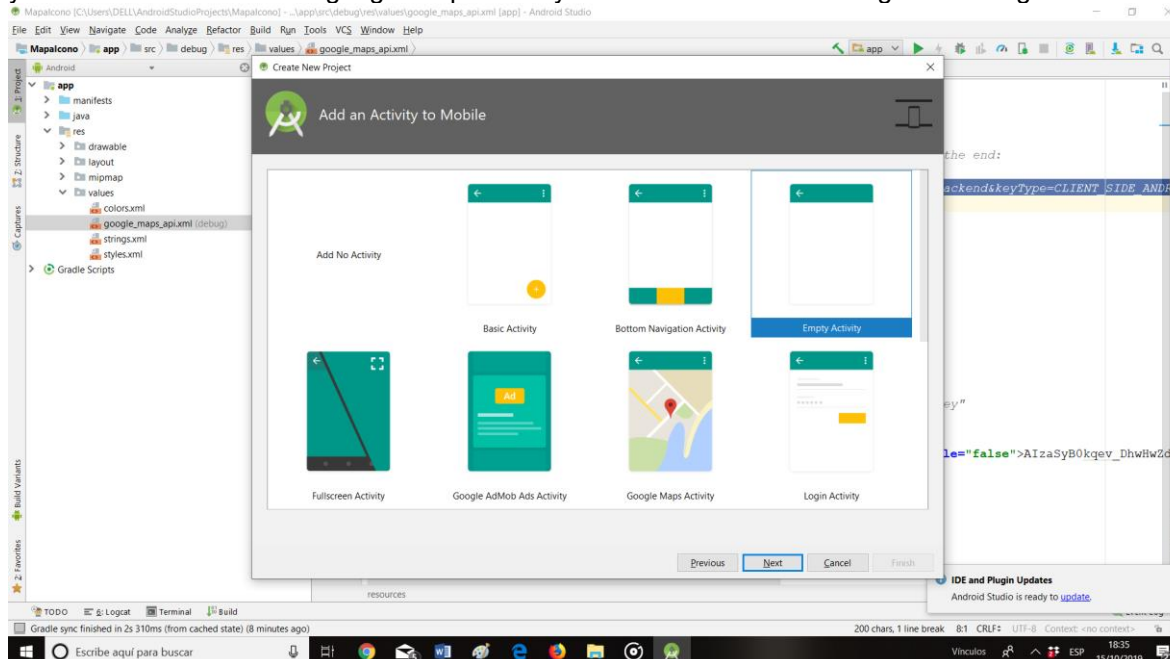 Mapalcono [C:\Users\DELL\AndroidStudioProjects\Mapalcono] - ...\app\src\debug\res\values\google_maps_api.xml [app] - Android Studio
File Edit View Navigate Code Analyze Refactor Build Run Tools VCS Window Help
Mapalcono app src debug res values google_maps_api.xml app
Android
1: Project
app
manifests
java
res
drawable
layout
mipmap
values
colors.xml
google_maps_api.xml (debug)
strings.xml
styles.xml
Gradle Scripts
Z: Structure
Captures
Build Variants
2: Favorites
Create New Project
Add an Activity to Mobile
Add No Activity
Basic Activity
Bottom Navigation Activity
Empty Activity
Ad
Fullscreen Activity
Google AdMob Ads Activity
Google Maps Activity
Login Activity
Previous Next Cancel Finish
the end:
ackend&keyType=CLIENT_SIDE_ANDR
ey"
le="false">AIzaSyB0kqev_DhwHwZd
resources
IDE and Plugin Updates
Android Studio is ready to update.
TODO 6: Logcat Terminal Build
Gradle sync finished in 2s 310ms (from cached state) (8 minutes ago)
200 chars, 1 line break 8:1 CRLF÷ UTF-8 Context: <no context>
Escribe aquí para buscar
Vínculos ESP 18:35
15/10/2019